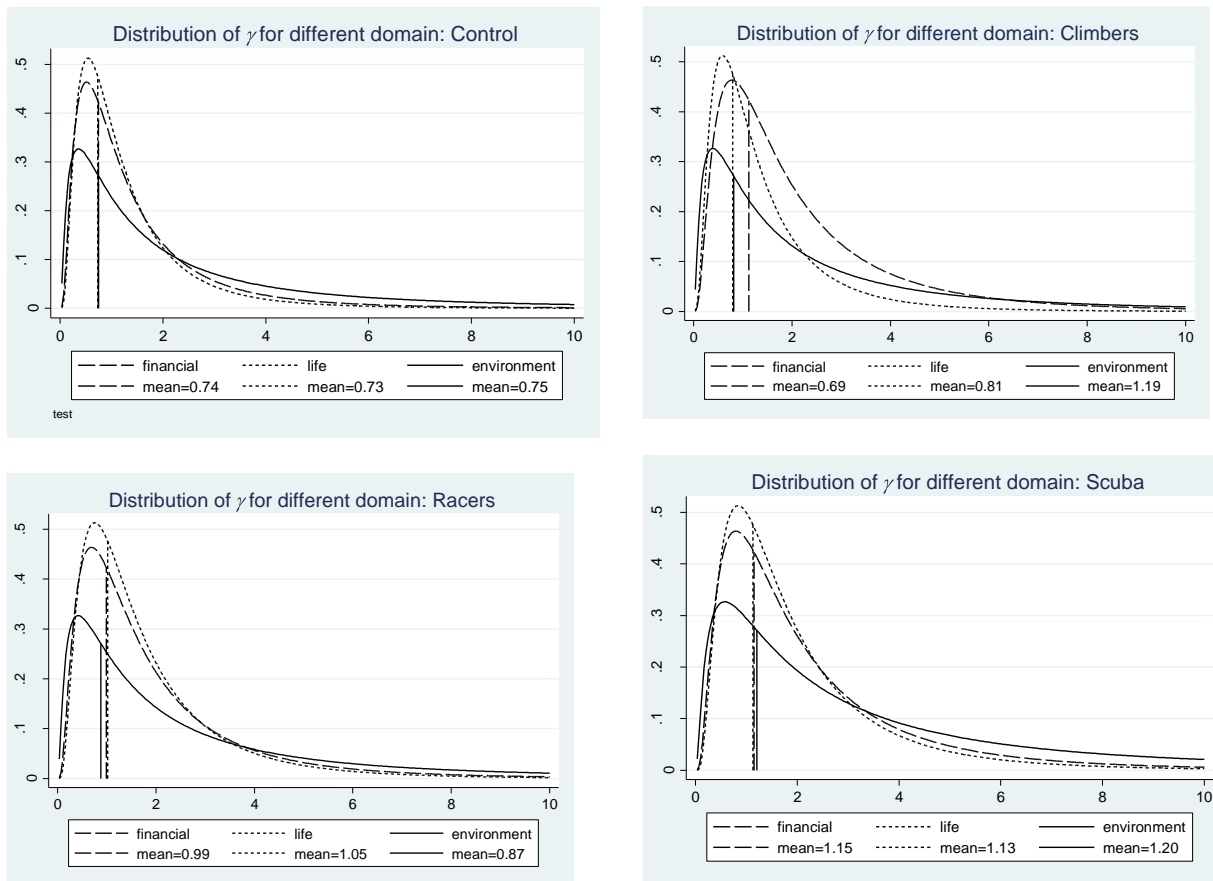 Distribution of γ for different domain: Control
.5
.4
.3
.2
.1
0
0 2 4 6 8 10
financial life environment
mean=0.74 mean=0.73 mean=0.75
test
Distribution of γ for different domain: Climbers
.5
.4
.3
.2
.1
0
0 2 4 6 8 10
financial life environment
mean=0.69 mean=0.81 mean=1.19
Distribution of γ for different domain: Racers
.5
.4
.3
.2
.1
0
0 2 4 6 8 10
financial life environment
mean=0.99 mean=1.05 mean=0.87
Distribution of γ for different domain: Scuba
.5
.4
.3
.2
.1
0
0 2 4 6 8 10
financial life environment
mean=1.15 mean=1.13 mean=1.20